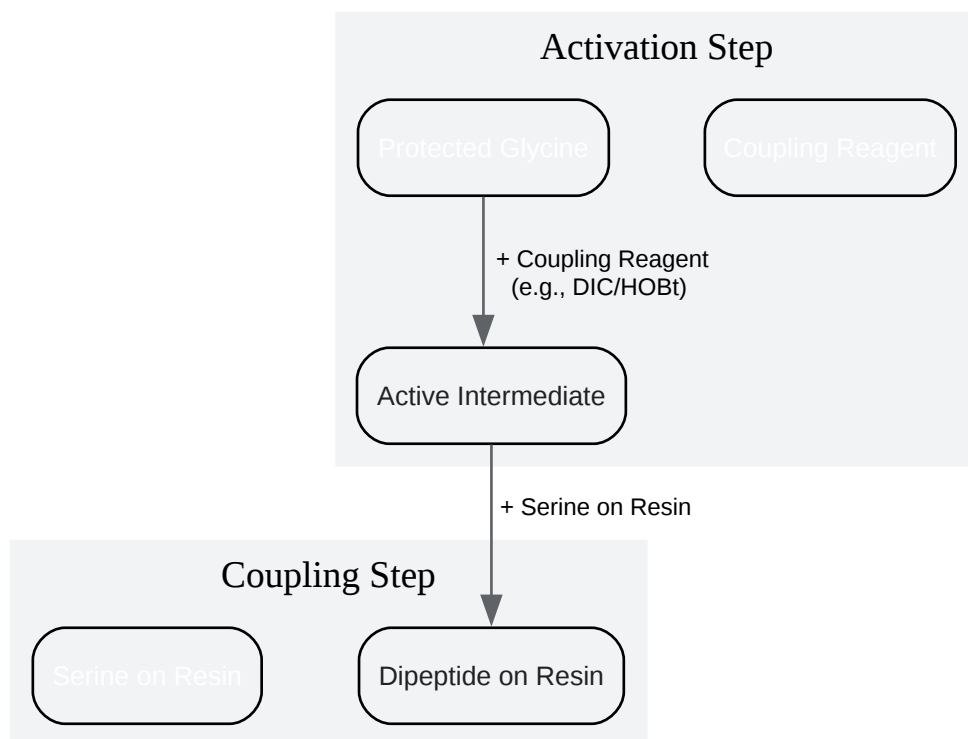 Activation Step
Protected Glycine
Coupling Reagent
+ Coupling Reagent
(e.g., DIC/HOBt)
Active Intermediate
+ Serine on Resin
Coupling Step
Serine on Resin
Dipeptide on Resin